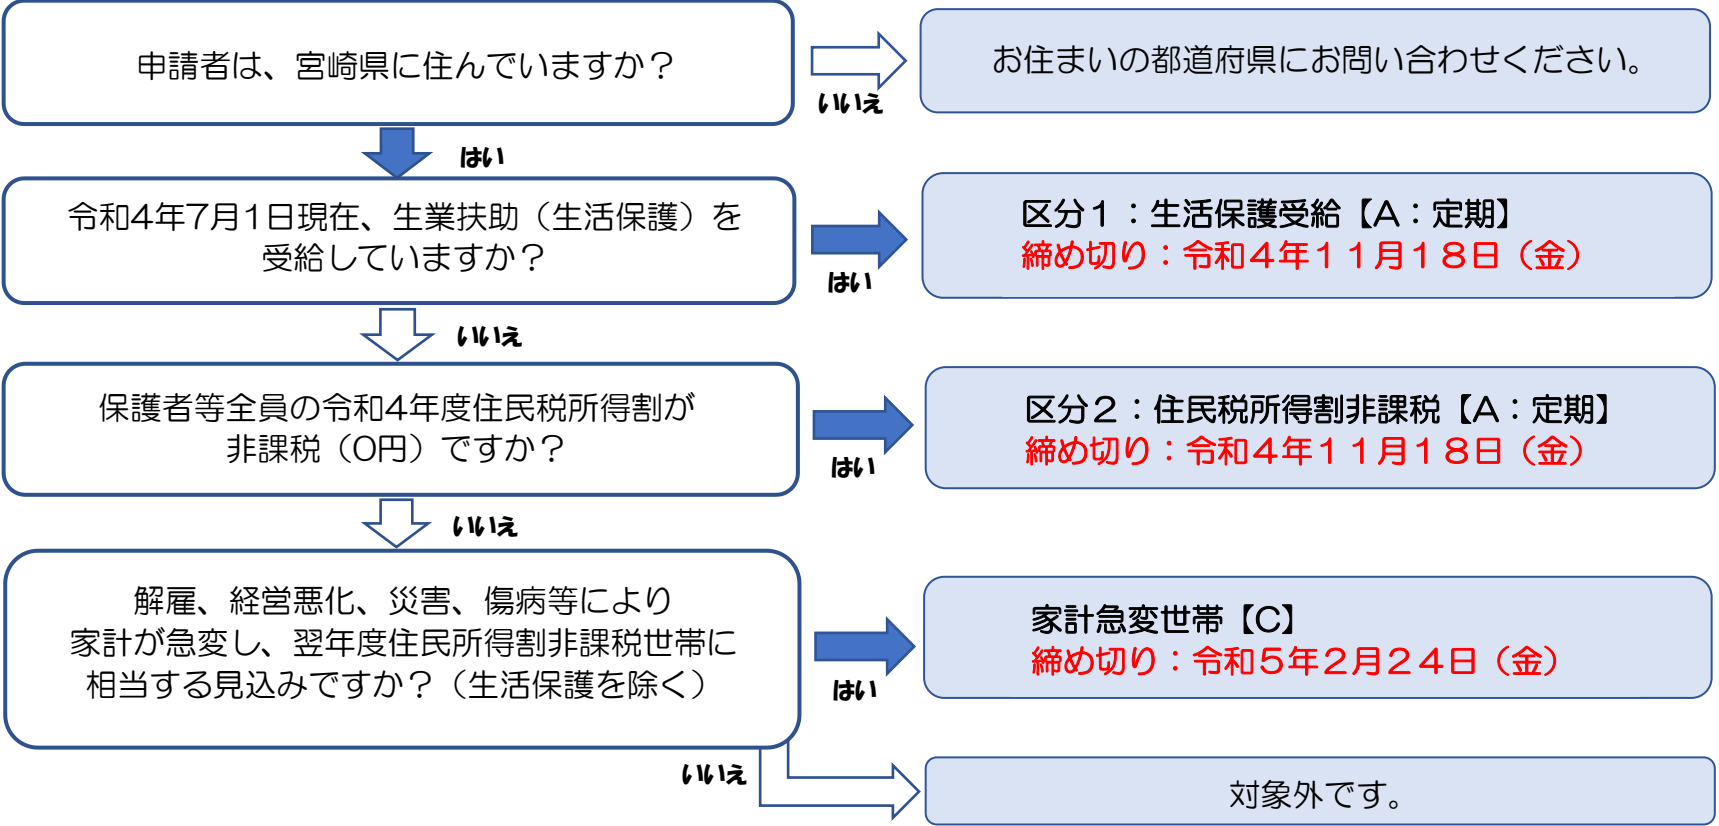 申請者は、宮崎県に住んでいますか？
いいえ
お住まいの都道府県にお問い合わせください。
はい
令和4年7月1日現在、生業扶助（生活保護）を
受給していますか？
はい
区分１：生活保護受給【A：定期】
締め切り：令和４年１１月１８日（金）
いいえ
保護者等全員の令和4年度住民税所得割が
非課税（0円）ですか？
はい
区分２：住民税所得割非課税【A：定期】
締め切り：令和４年１１月１８日（金）
いいえ
解雇、経営悪化、災害、傷病等により
家計が急変し、翌年度住民所得割非課税世帯に
相当する見込みですか？（生活保護を除く）
はい
家計急変世帯【C】
締め切り：令和５年２月２４日（金）
いいえ
対象外です。